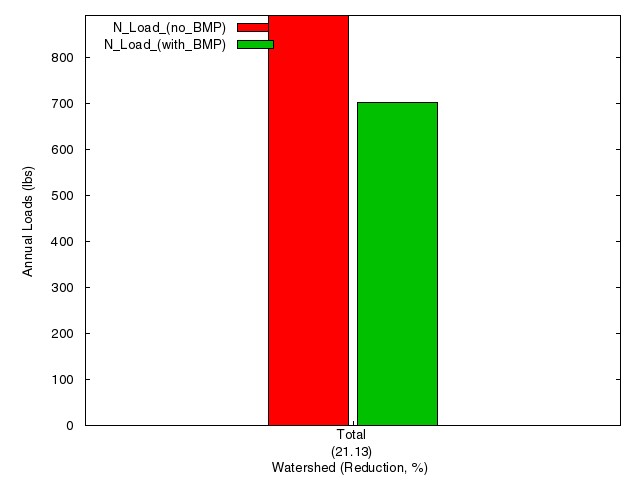 N_Load_(no_BMP)
N_Load_(with_BMP)
800
700
600
500
400
300
200
100
0
Annual Loads (lbs)
Total
(21.13)
Watershed (Reduction, %)